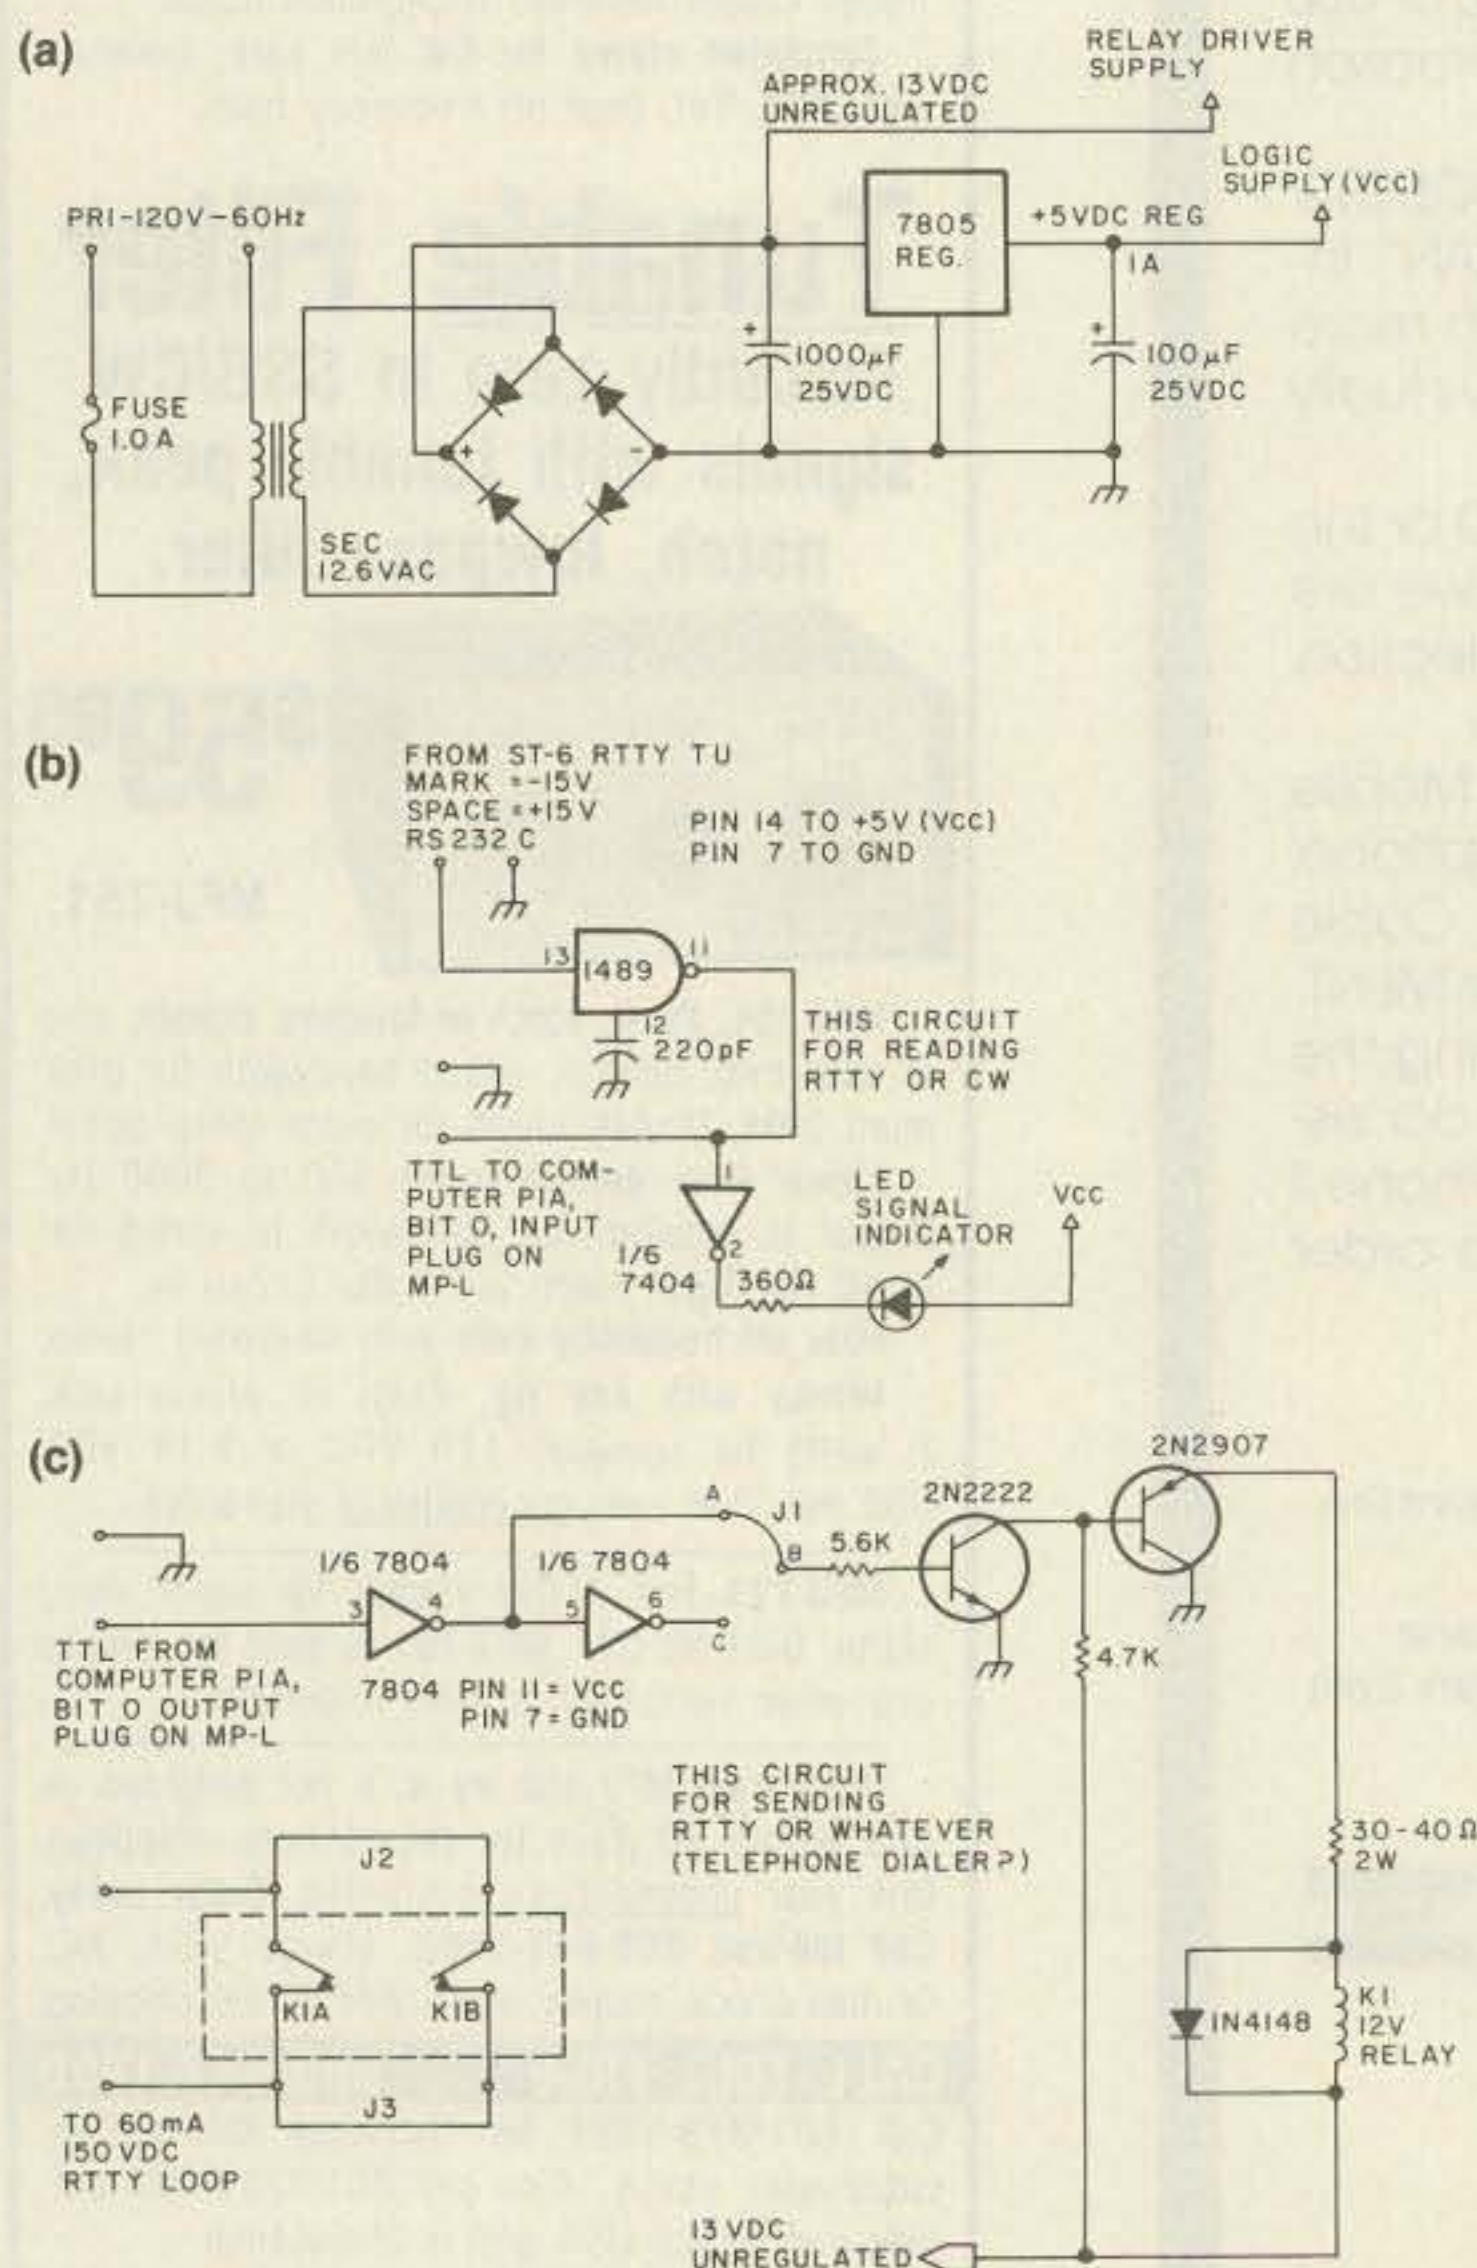 (a)
RELAY DRIVER
SUPPLY
APPROX. 13VDC
UNREGULATED
LOGIC
SUPPLY (VCC)
PRI-120V-60Hz
7805
REG.
+5VDC REG
1A
+
1000µF
25VDC
+
100µF
25VDC
FUSE
1.0A
+
-
SEC
12.6VAC
(b)
FROM ST-6 RTTY TU
MARK =-15V
SPACE =+15V
RS232 C
PIN 14 TO +5V (VCC)
PIN 7 TO GND
13
1489
11
12
220pF
THIS CIRCUIT
FOR READING
RTTY OR CW
TTL TO COM-
PUTER PIA,
BIT 0, INPUT
PLUG ON
MP-L
1
2
1/6
7404
360Ω
LED
SIGNAL
INDICATOR
VCC
(c)
2N2907
2N2222
A
J1
B
5.6K
1/6 7804
1/6 7804
3
4
5
6
C
4.7K
TTL FROM
COMPUTER PIA,
BIT 0 OUTPUT
PLUG ON MP-L
7804 PIN 11 = VCC
PIN 7 = GND
THIS CIRCUIT
FOR SENDING
RTTY OR WHATEVER
(TELEPHONE DIALER?)
30-40Ω
2W
J2
K1A
K1B
J3
1N4148
K1
12V
RELAY
TO 60mA
150VDC
RTTY LOOP
13 VDC
UNREGULATED